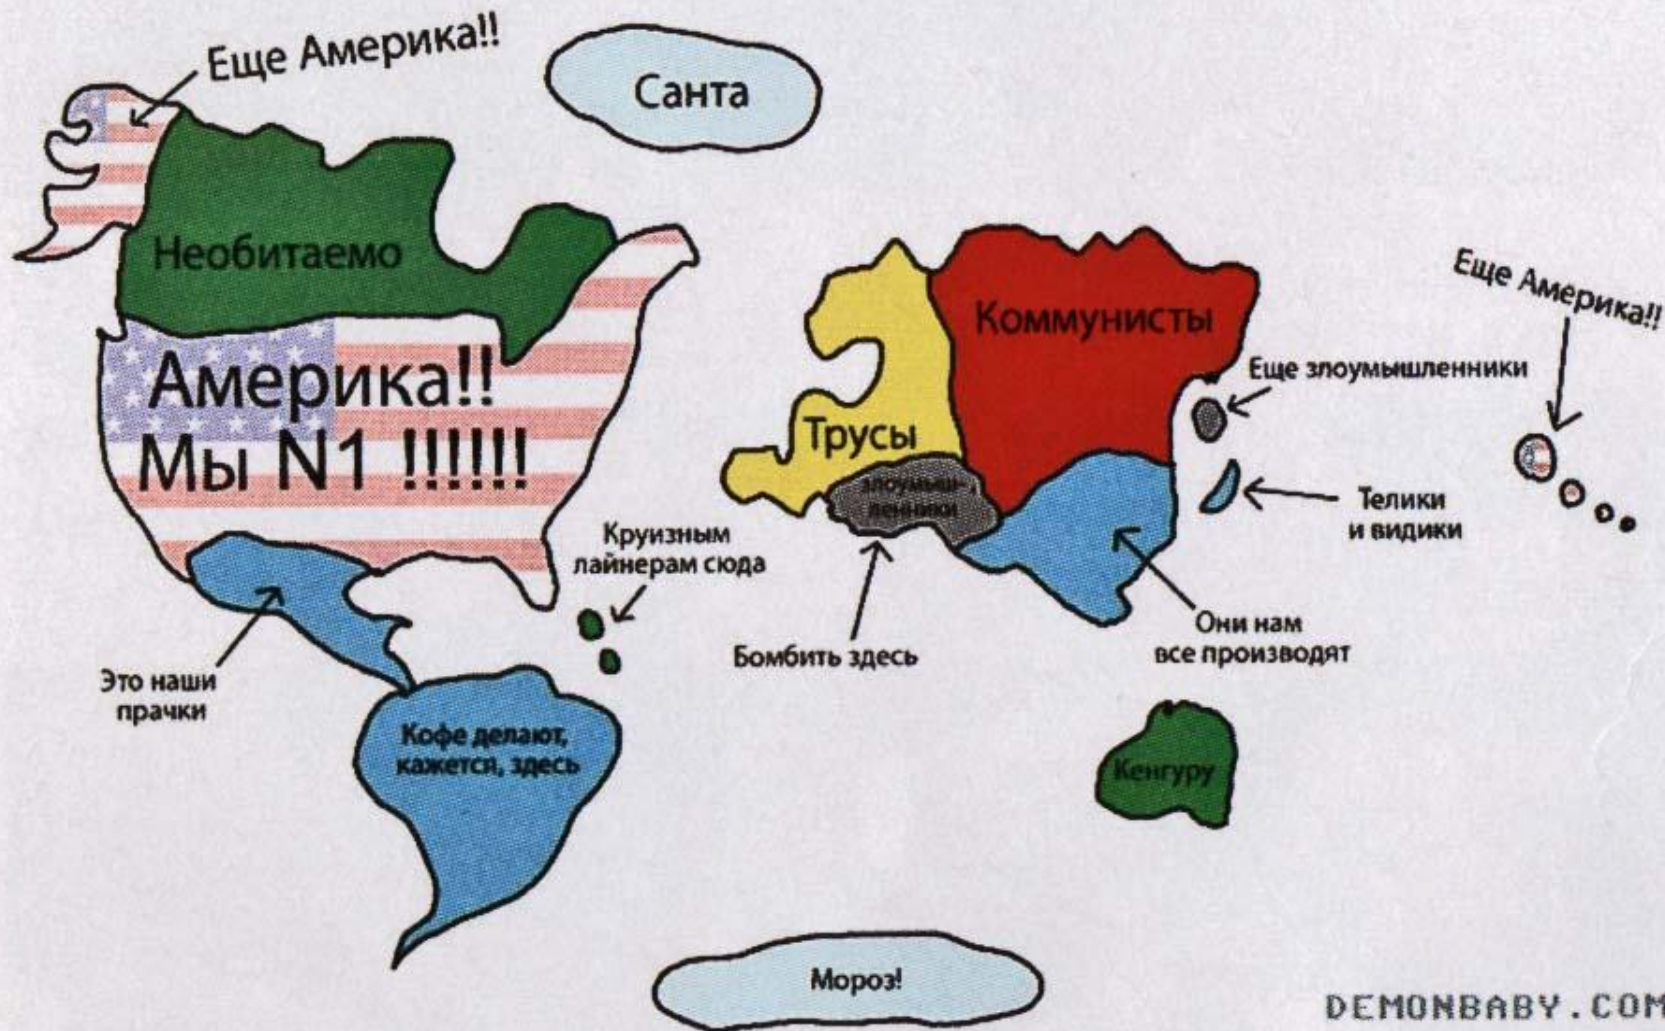 Еще Америка!!
Санта
Необитаемо
Америка!!
Мы N1 !!!!!!
Коммунисты
Еще Америка!!
Еще злоумышленники
Трусы
злоумыш-
ленники
Телики
и видики
Круизным
лайнерам сюда
Бомбить здесь
Они нам
все производят
Это наши
прачки
Кофе делают,
кажется, здесь
Кенгуру
Мороз!
DEMONBABY.COM